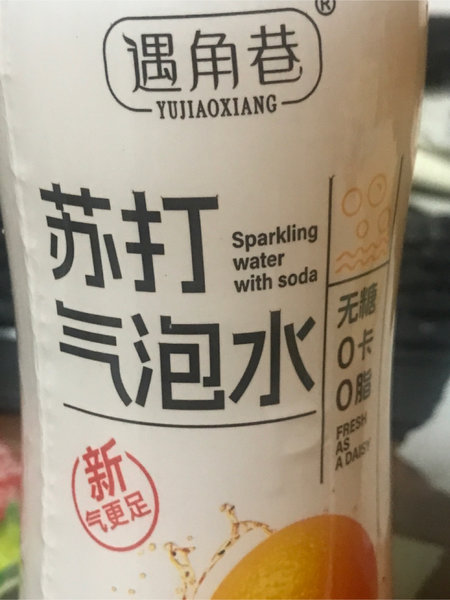 遇角巷®
YUJIAOXIANG
苏打
气泡水
Sparkling
water
with soda
无糖
0卡
0脂
FRESH
AS
A DAISY
新
气更足